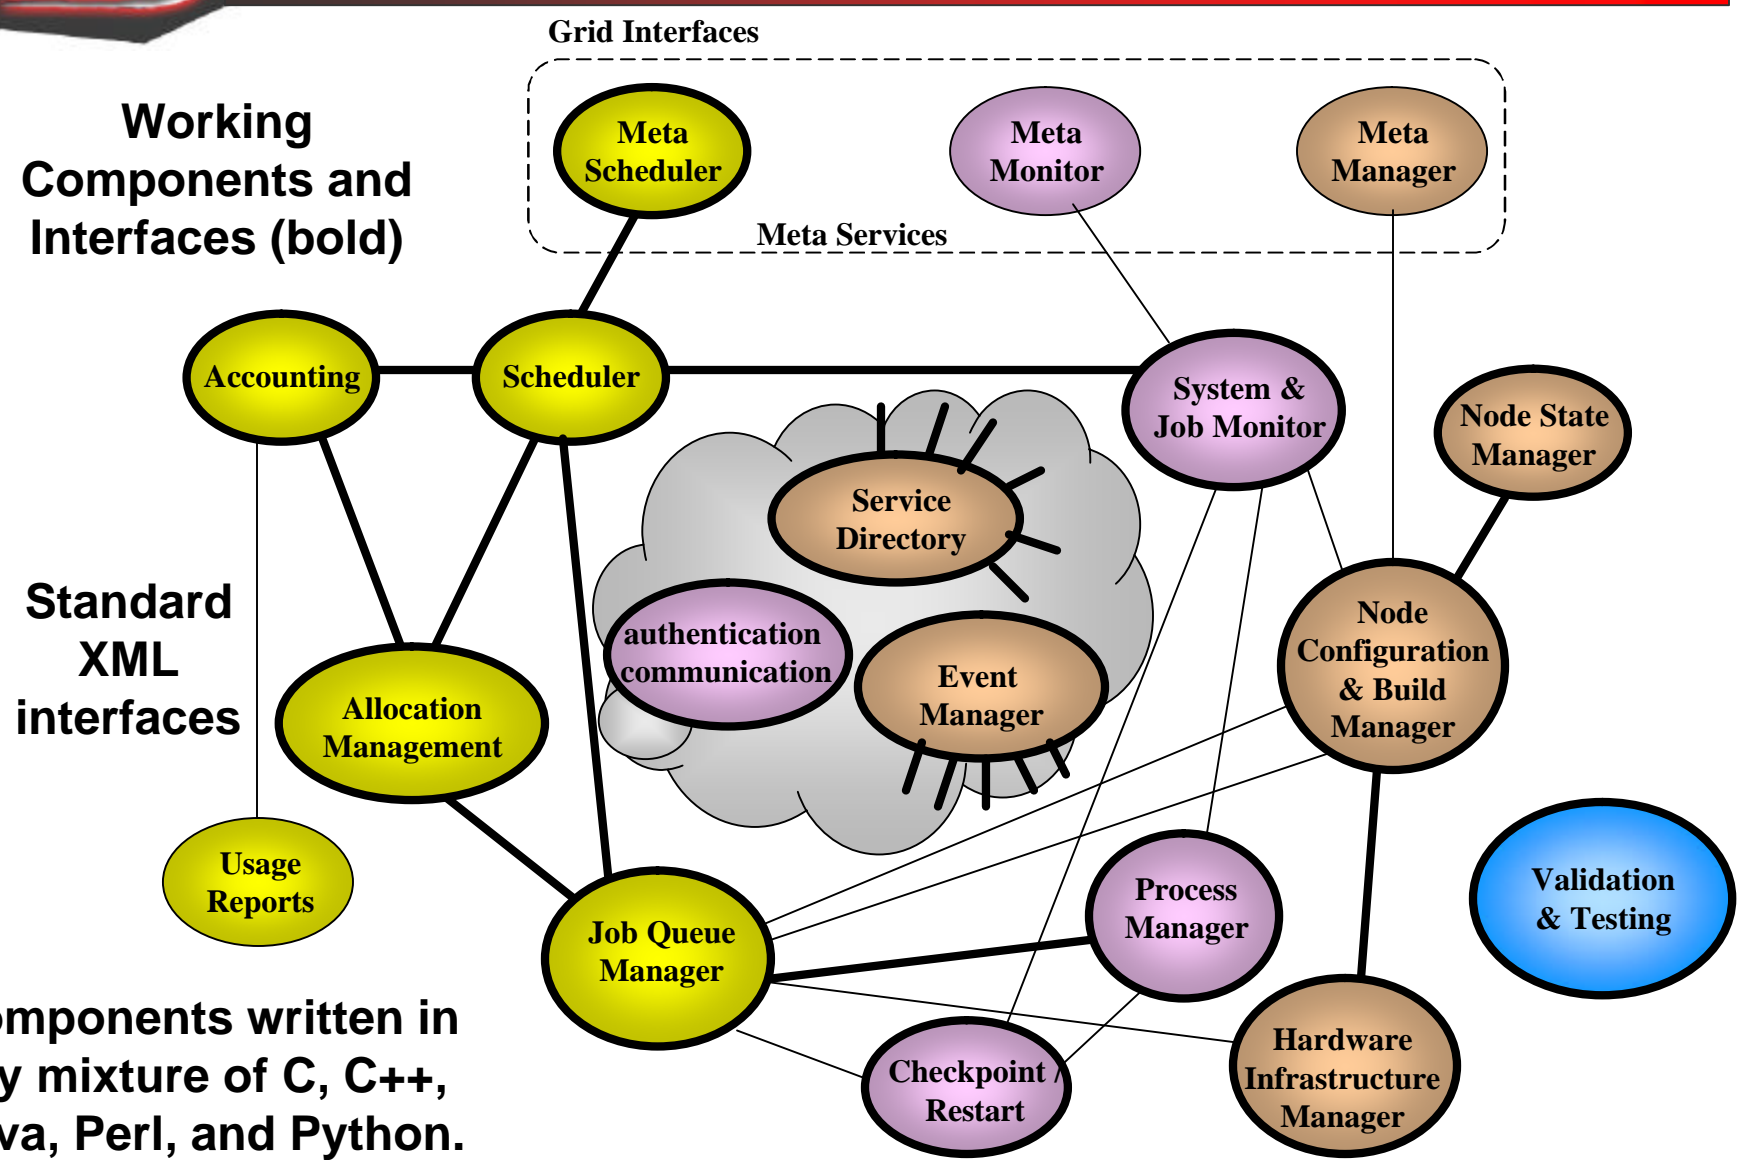 Grid Interfaces
Working
Components and
Interfaces (bold)
Meta
Scheduler
Meta
Monitor
Meta
Manager
Meta Services
Accounting
Scheduler
System &
Job Monitor
Node State
Manager
Service
Directory
authentication
communication
Event
Manager
Node
Configuration
& Build
Manager
Standard
XML
interfaces
Allocation
Management
Usage
Reports
Job Queue
Manager
Process
Manager
Validation
& Testing
Checkpoint /
Restart
Hardware
Infrastructure
Manager
omponents written in
y mixture of C, C++,
va, Perl, and Python.